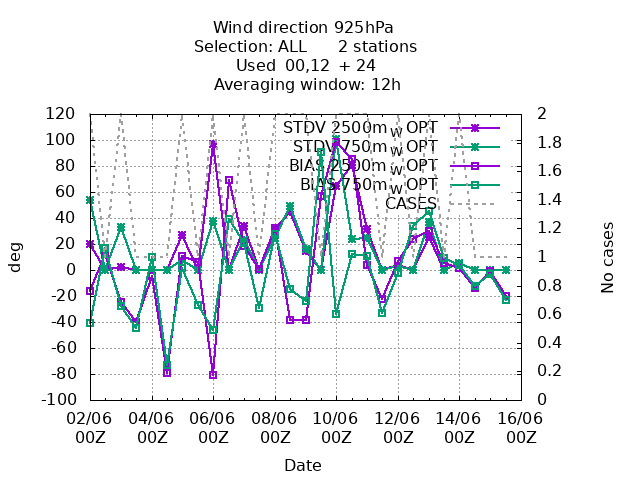 Wind direction 925hPa
Selection: ALL 2 stations
Used 00,12 + 24
Averaging window: 12h
STDV 2500m w OPT
STDV 750m w OPT
BIAS 2500m w OPT
BIAS 750m w OPT
CASES
120
100
80
60
40
20
0
-20
-40
-60
-80
-100
deg
2
1.8
1.6
1.4
1.2
1
0.8
0.6
0.4
0.2
0
No cases
02/06 04/06 06/06 08/06 10/06 12/06 14/06 16/06
00Z 00Z 00Z 00Z 00Z 00Z 00Z 00Z
Date